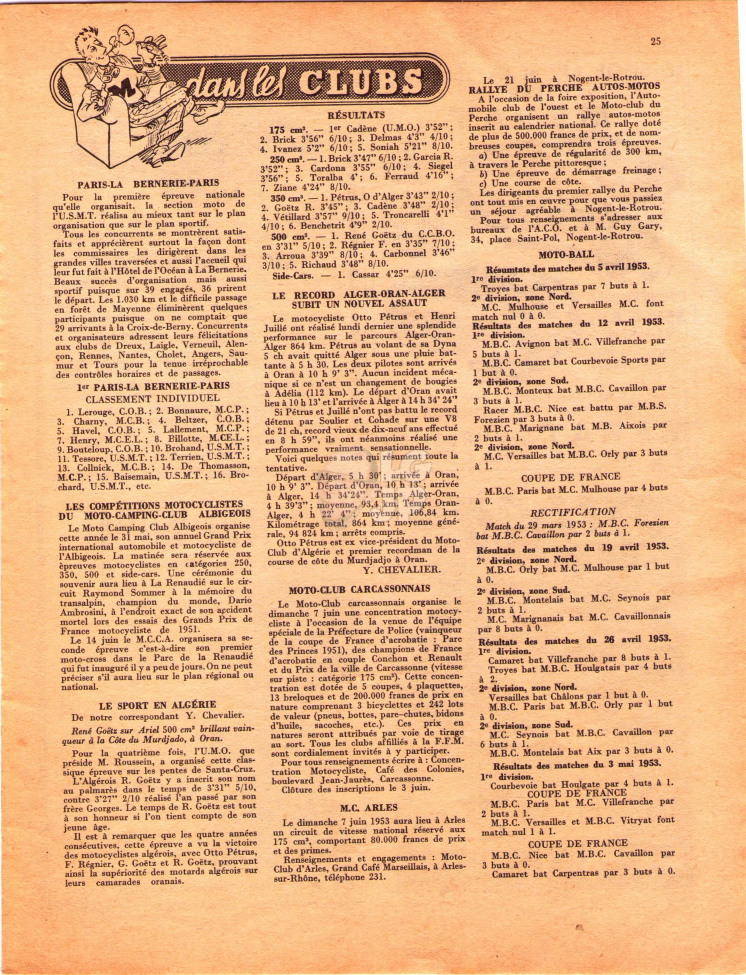 25
dans les CLUBS
PARIS-LA BERNERIE-PARIS
Pour la première épreuve nationale
qu'elle organisait, la section moto de
l'U.S.M.T. réalisa au mieux tant sur le plan
organisation que sur le plan sportif.
Tous les concurrents se montrèrent satis-
faits et apprécièrent surtout la façon dont
les commissaires les dirigèrent dans les
grandes villes traversées et aussi l'accueil qui
leur fut fait à l'Hôtel de l'Océan à La Bernerie.
Beaux succès d'organisation mais aussi
sportif puisque sur 39 engagés, 36 prirent
le départ. Les 1.030 km et le difficile passage
en forêt de Mayenne éliminèrent quelques
participants puisque on ne comptait que
29 arrivants à la Croix-de-Berny. Concurrents
et organisateurs adressent leurs félicitations
aux clubs de Dreux, Laigle, Verneuil, Alen-
çon, Rennes, Nantes, Cholet, Angers, Sau-
mur et Tours pour la tenue irréprochable
des contrôles horaires et de passages.
1er PARIS-LA BERNERIE-PARIS
CLASSEMENT INDIVIDUEL
1. Lerouge, C.O.B. ; 2. Bonnaure, M.C.P. ;
3. Charny, M.C.B. ; 4. Beltzer, C.O.B. ;
5. Havel, C.O.B. ; 5. Lallement, M.C.P. ;
7. Henry, M.C.E.L. ; 8. Pillotte, M.CE.L. ;
9. Bouteloup, C.O.B. ; 10. Brohand, U.S.M.T. ;
11. Tessore, U.S.M.T. ; 12. Terrien, U.S.M.T. ;
13. Collnick, M.C.B. ; 14. De Thomasson,
M.C.P. ; 15. Baisemain, U.S.M.T. ; 16. Bro-
chard, U.S.M.T., etc.
LES COMPÉTITIONS MOTOCYCLISTES
DU MOTO-CAMPING-CLUB ALBIGEOIS
Le Moto Camping Club Albigeois organise
cette année le 31 mai, son annuel Grand Prix
international automobile et motocycliste de
l'Albigeois. La matinée sera réservée aux
épreuves motocyclistes en catégories 250,
350, 500 et side-cars. Une cérémonie du
souvenir aura lieu à La Renaudié sur le cir-
cuit Raymond Sommer à la mémoire du
transalpin, champion du monde, Dario
Ambrosini, à l'endroit exact de son accident
mortel lors des essais des Grands Prix de
France motocycliste de 1951.
Le 14 juin le M.C.C.A. organisera sa se-
conde épreuve c'est-à-dire son premier
moto-cross dans le Parc de la Renaudié
qui fut inauguré il y a peu de jours. On ne peut
préciser s'il aura lieu sur le plan régional ou
national.
LE SPORT EN ALGÉRIE
De notre correspondant Y. Chevalier.
René Goëtz sur Ariel 500 cm³ brillant vain-
queur à la Côte du Murdjado, à Oran.
Pour la quatrième fois, l'U.M.O. que
préside M. Roussein, a organisé cette clas-
sique épreuve sur les pentes de Santa-Cruz.
L'Algérois R. Goëtz y a inscrit son nom
au palmarès dans le temps de 3'31" 5/10,
contre 3'27" 2/10 réalisé l'an passé par son
frère Georges. Le temps de R. Goëtz est tout
à son honneur si l'on tient compte de son
jeune âge.
Il est à remarquer que les quatre années
consécutives, cette épreuve a vu la victoire
des motocyclistes algérois, avec Otto Pétrus,
F. Régnier, G. Goëtz et R. Goëtz, prouvant
ainsi la supériorité des motards algérois sur
leurs camarades oranais.
RÉSULTATS
175 cm³. — 1er Cadène (U.M.O.) 3'52" ;
2. Brick 3'56" 6/10 ; 3. Delmas 4'3" 4/10 ;
4. Ivanez 5'2" 6/10 ; 5. Soniah 5'21" 8/10.
250 cm³. — 1. Brick 3'47" 6/10 ; 2. Garcia R.
3'52" ; 3. Cardona 3'55" 6/10 ; 4. Siegel
3'56" ; 5. Toralba 4' ; 6. Ferraud 4'16" ;
7. Ziane 4'24" 8/10.
350 cm³. — 1. Pétrus, O d'Alger 3'43" 2/10 ;
2. Goëtz R. 3'45" ; 3. Cadène 3'48" 2/10 ;
4. Vétillard 3'57" 9/10 ; 5. Troncarelli 4'1"
4/10 ; 6. Benchetrit 4'9" 2/10.
500 cm³. — 1. René Goëtz du C.C.B.O.
en 3'31" 5/10 ; 2. Régnier F. en 3'35" 7/10 ;
3. Arroua 3'39" 8/10 ; 4. Carbonnel 3'46"
3/10 ; 5. Richaud 3'48" 8/10.
Side-Cars. — 1. Cassar 4'25" 6/10.
LE RECORD ALGER-ORAN-ALGER
SUBIT UN NOUVEL ASSAUT
Le motocycliste Otto Pétrus et Henri
Juillé ont réalisé lundi dernier une splendide
performance sur le parcours Alger-Oran-
Alger 864 km. Pétrus au volant de sa Dyna
5 ch avait quitté Alger sous une pluie bat-
tante à 5 h 30. Les deux pilotes sont arrivés
à Oran à 10 h 9' 3". Aucun incident méca-
nique si ce n'est un changement de bougies
à Adélia (112 km). Le départ d'Oran avait
lieu à 10 h 13' et l'arrivée à Alger à 14 h 34' 24"
Si Pétrus et Juillé n'ont pas battu le record
détenu par Soulier et Cohade sur une V8
de 21 ch, record vieux de dix-neuf ans effectué
en 8 h 59", ils ont néanmoins réalisé une
performance vraiment sensationnelle.
Voici quelques notes qui résument toute la
tentative.
Départ d'Alger, 5 h 30' ; arrivée à Oran,
10 h 9' 3". Départ d'Oran, 10 h 13' ; arrivée
à Alger, 14 h 34'24". Temps Alger-Oran,
4 h 39'3" ; moyenne, 93,4 km. Temps Oran-
Alger, 4 h 22' 4" ; moyenne, 106,84 km.
Kilométrage total, 864 km ; moyenne géné-
rale, 94 824 km ; arrêts compris.
Otto Pétrus est ex vice-président du Moto-
Club d'Algérie et premier recordman de la
course de côte du Murdjadjo à Oran.
Y. CHEVALIER.
MOTO-CLUB CARCASSONNAIS
Le Moto-Club carcassonnais organise le
dimanche 7 juin une concentration motocy-
cliste à l'occasion de la venue de l'équipe
spéciale de la Préfecture de Police (vainqueur
de la coupe de France d'acrobatie : Parc
des Princes 1951), des champions de France
d'acrobatie en couple Conchon et Renault
et du Prix de la ville de Carcassonne (vitesse
sur piste : catégorie 175 cm³). Cette concen-
tration est dotée de 5 coupes, 4 plaquettes,
13 breloques et de 200.000 francs de prix en
nature comprenant 3 bicyclettes et 242 lots
de valeur (pneus, bottes, pare-chutes, bidons
d'huile, sacoches, etc.). Ces prix en
natures seront attribués par voie de tirage
au sort. Tous les clubs affiliés à la F.F.M.
sont cordialement invités à y participer.
Pour tous renseignements écrire à : Concen-
tration Motocycliste, Café des Colonies,
boulevard Jean-Jaurès, Carcassonne.
Clôture des inscriptions le 3 juin.
M.C. ARLES
Le dimanche 7 juin 1953 aura lieu à Arles
un circuit de vitesse national réservé aux
175 cm³, comportant 80.000 francs de prix
et des primes.
Renseignements et engagements : Moto-
Club d'Arles, Grand Café Marseillais, à Arles-
sur-Rhône, téléphone 231.
Le 21 juin à Nogent-le-Rotrou.
RALLYE DU PERCHE AUTOS-MOTOS
A l'occasion de la foire exposition, l'Auto-
mobile club de l'ouest et le Moto-club du
Perche organisent un rallye autos-motos
inscrit au calendrier national. Ce rallye doté
de plus de 500.000 francs de prix, et de nom-
breuses coupes, comprendra trois épreuves.
a) Une épreuve de régularité de 300 km,
à travers le Perche pittoresque ;
b) Une épreuve de démarrage freinage ;
c) Une course de côte.
Les dirigeants du premier rallye du Perche
ont tout mis en œuvre pour que vous passiez
un séjour agréable à Nogent-le-Rotrou.
Pour tous renseignements s'adresser aux
bureaux de l'A.C.O. et à M. Guy Gary,
34, place Saint-Pol, Nogent-le-Rotrou.
MOTO-BALL
Résumtats des matches du 5 avril 1953.
1re division.
Troyes bat Carpentras par 7 buts à 1.
2e division, zone Nord.
M.C. Mulhouse et Versailles M.C. font
match nul 0 à 0.
Résultats des matches du 12 avril 1953.
1re division.
M.B.C. Avignon bat M.C. Villefranche par
5 buts à 1.
M.B.C. Camaret bat Courbevoie Sports par
1 but à 0.
2e division, zone Sud.
M.B.C. Monteux bat M.B.C. Cavaillon par
3 buts à 1.
Racer M.B.C. Nice est battu par M.B.S.
Forezien par 3 buts à 0.
M.B.C. Marignane bat M.B. Aixois par
2 buts à 1.
2e division, zone Nord.
M.C. Versailles bat M.B.C. Orly par 3 buts
à 1.
COUPE DE FRANCE
M.B.C. Paris bat M.C. Mulhouse par 4 buts
à 0.
RECTIFICATION
Match du 29 mars 1953 : M.B.C. Foresien
bat M.B.C. Cavaillon par 2 buts à 1.
Résultats des matches du 19 avril 1953.
2e division, zone Nord.
M.B.C. Orly bat M.C. Mulhouse par 1 but
à 0.
2e division, zone Sud.
M.B.C. Montelais bat M.C. Seynois par
2 buts à 1.
M.C. Marignanais bat M.C. Cavaillonnais
par 8 buts à 0.
Résultats des matches du 26 avril 1953.
1re division.
Camaret bat Villefranche par 8 buts à 1.
Troyes bat M.B.C. Houlgatais par 4 buts
à 2.
2e division, zone Nord.
Versailles bat Châlons par 1 but à 0.
M.B.C. Paris bat M.B.C. Orly par 1 but
à 0.
2e division, zone Sud.
M.C. Seynois bat M.B.C. Cavaillon par
6 buts à 1.
M.B.C. Montelais bat Aix par 3 buts à 0.
Résultats des matches du 3 mai 1953.
1re division.
Courbevoie bat Houlgate par 4 buts à 1.
COUPE DE FRANCE
M.B.C. Paris bat M.C. Villefranche par
2 buts à 1.
M.B.C. Versailles et M.B.C. Vitryat font
match nul 1 à 1.
COUPE DE FRANCE
M.B.C. Nice bat M.B.C. Cavaillon par
3 buts à 0.
Camaret bat Carpentras par 3 buts à 0.